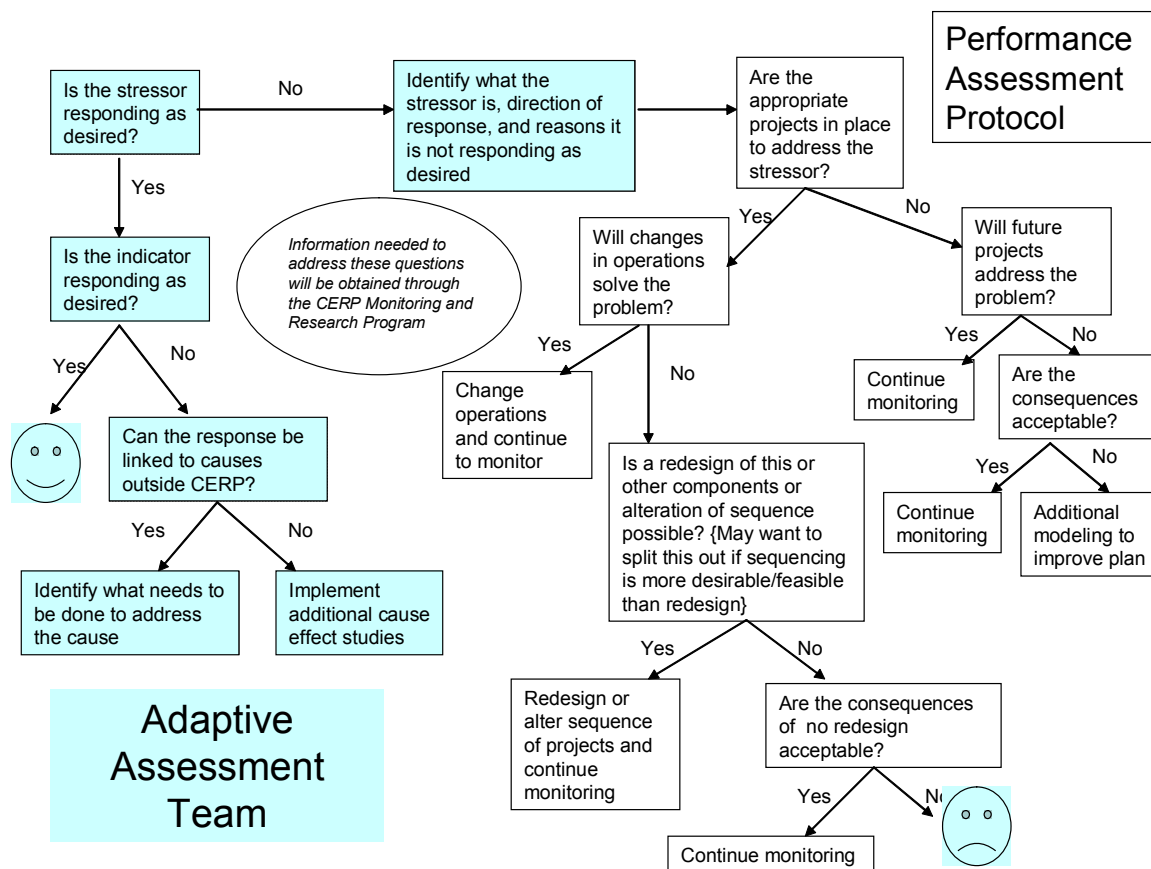 Performance
Assessment
Protocol
Is the stressor
responding as
desired?
No
Identify what the
stressor is, direction of
response, and reasons it
is not responding as
desired
Are the
appropriate
projects in place
to address the
stressor?
Yes
Is the indicator
responding as
desired?
Information needed to
address these questions
will be obtained through
the CERP Monitoring and
Research Program
Yes
No
Will changes
in operations
solve the
problem?
Will future
projects
address the
problem?
Yes
No
Yes
No
Yes
No
Change
operations
and continue
to monitor
Continue
monitoring
Are the
consequences
acceptable?
Can the response be
linked to causes
outside CERP?
Is a redesign of this or
other components or
alteration of sequence
possible? {May want to
split this out if sequencing
is more desirable/feasible
than redesign}
Yes
No
Continue
monitoring
Additional
modeling to
improve plan
Yes
No
Identify what needs to
be done to address
the cause
Implement
additional cause
effect studies
Yes
No
Redesign or
alter sequence
of projects and
continue
monitoring
Are the consequences
of no redesign
acceptable?
Adaptive
Assessment
Team
Yes
No
Continue monitoring